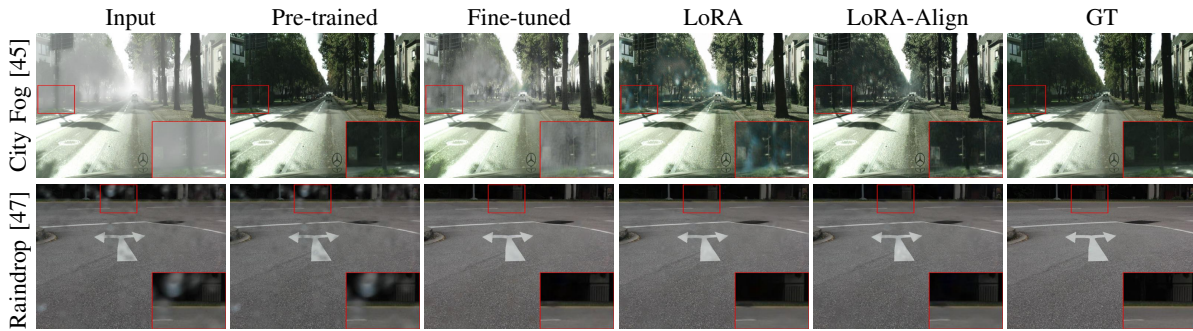 Input Pre-trained Fine-tuned LoRA LoRA-Align GT
City Fog [45]
Raindrop [47]